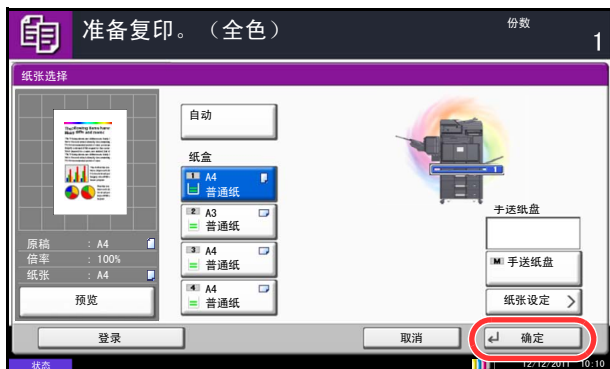 准备复印。（全色）
份数
1
纸张选择
自动
纸盒
1 A4
普通纸
2 A3
普通纸
3 A4
普通纸
4 A4
普通纸
1
手送纸盘
M 手送纸盘
纸张设定
原稿 : A4
倍率 : 100%
纸张 : A4
预览
登录
取消
确定
状态
12/12/2011 10:10